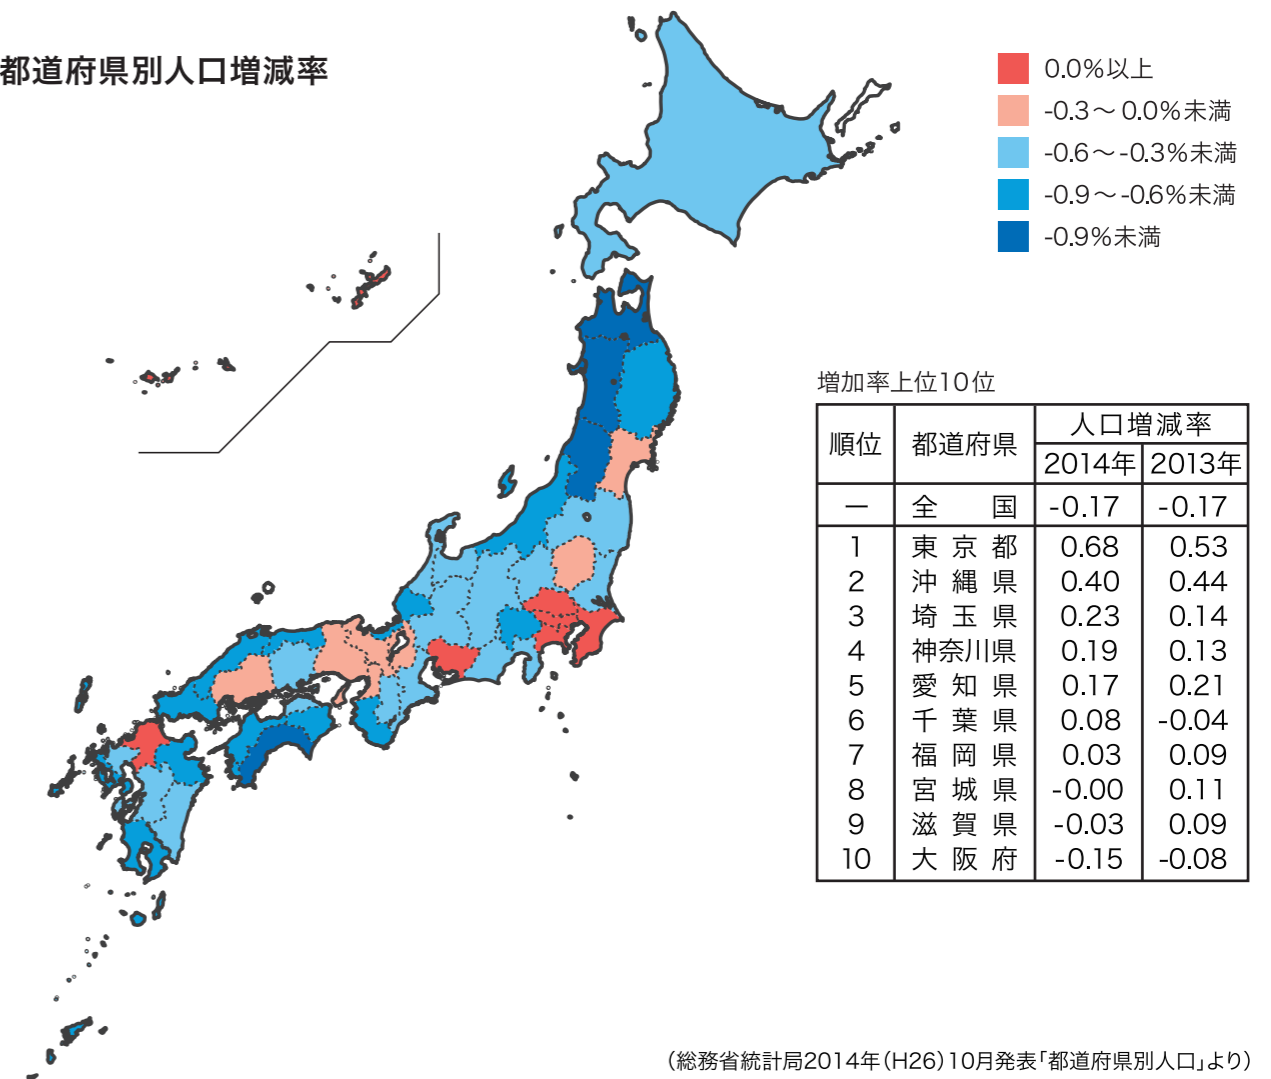 都道府県別人口増減率
0.0%以上
-0.3～0.0%未満
-0.6～-0.3%未満
-0.9～-0.6%未満
-0.9%未満
増加率上位10位
順位 都道府県 人口増減率
2014年 2013年
― 全国 -0.17 -0.17
1 東京都 0.68 0.53
2 沖縄県 0.40 0.44
3 埼玉県 0.23 0.14
4 神奈川県 0.19 0.13
5 愛知県 0.17 0.21
6 千葉県 0.08 -0.04
7 福岡県 0.03 0.09
8 宮城県 -0.00 0.11
9 滋賀県 -0.03 0.09
10 大阪府 -0.15 -0.08
（総務省統計局2014年（H26）10月発表「都道府県別人口」より）